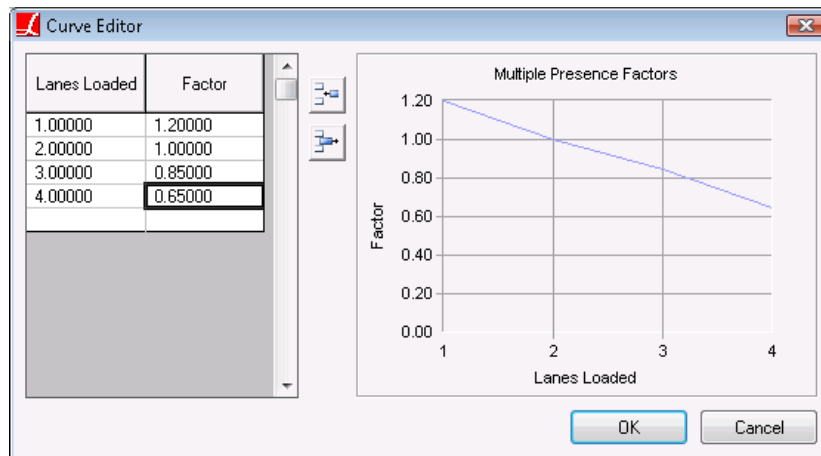 Curve Editor
Lanes Loaded Factor
1.00000 1.20000
2.00000 1.00000
3.00000 0.85000
4.00000 0.65000
Multiple Presence Factors
1.20
1.00
0.80
0.60
0.40
0.20
0.00
Factor
1 2 3 4
Lanes Loaded
OK Cancel